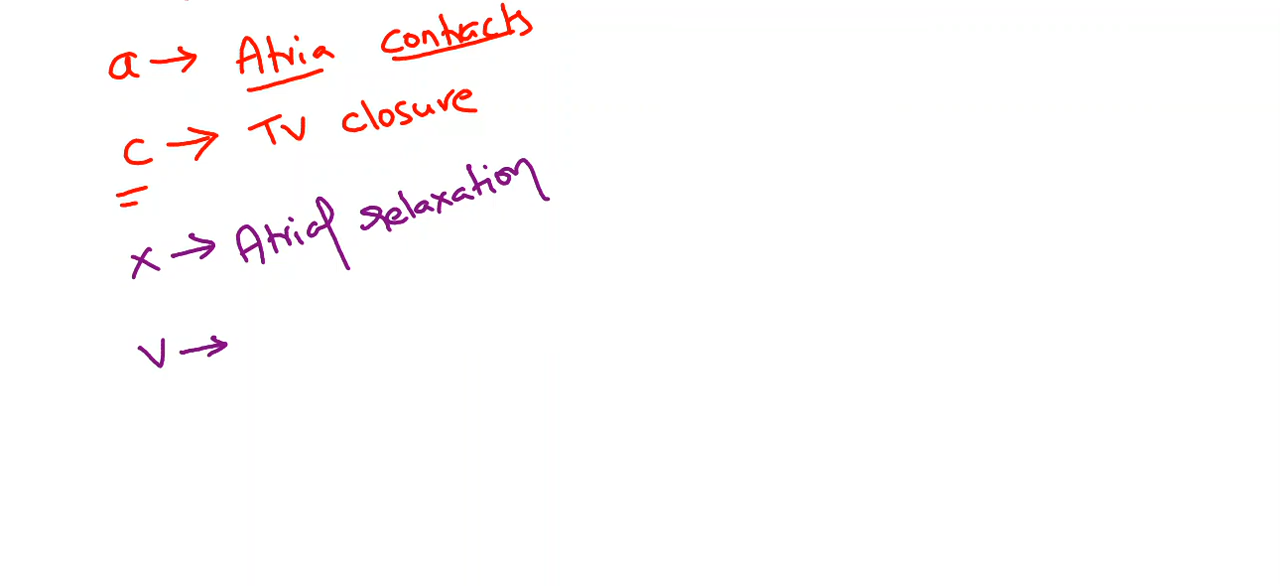 a → Atria contracts
c → TV closure
x → Atrial relaxation
v →